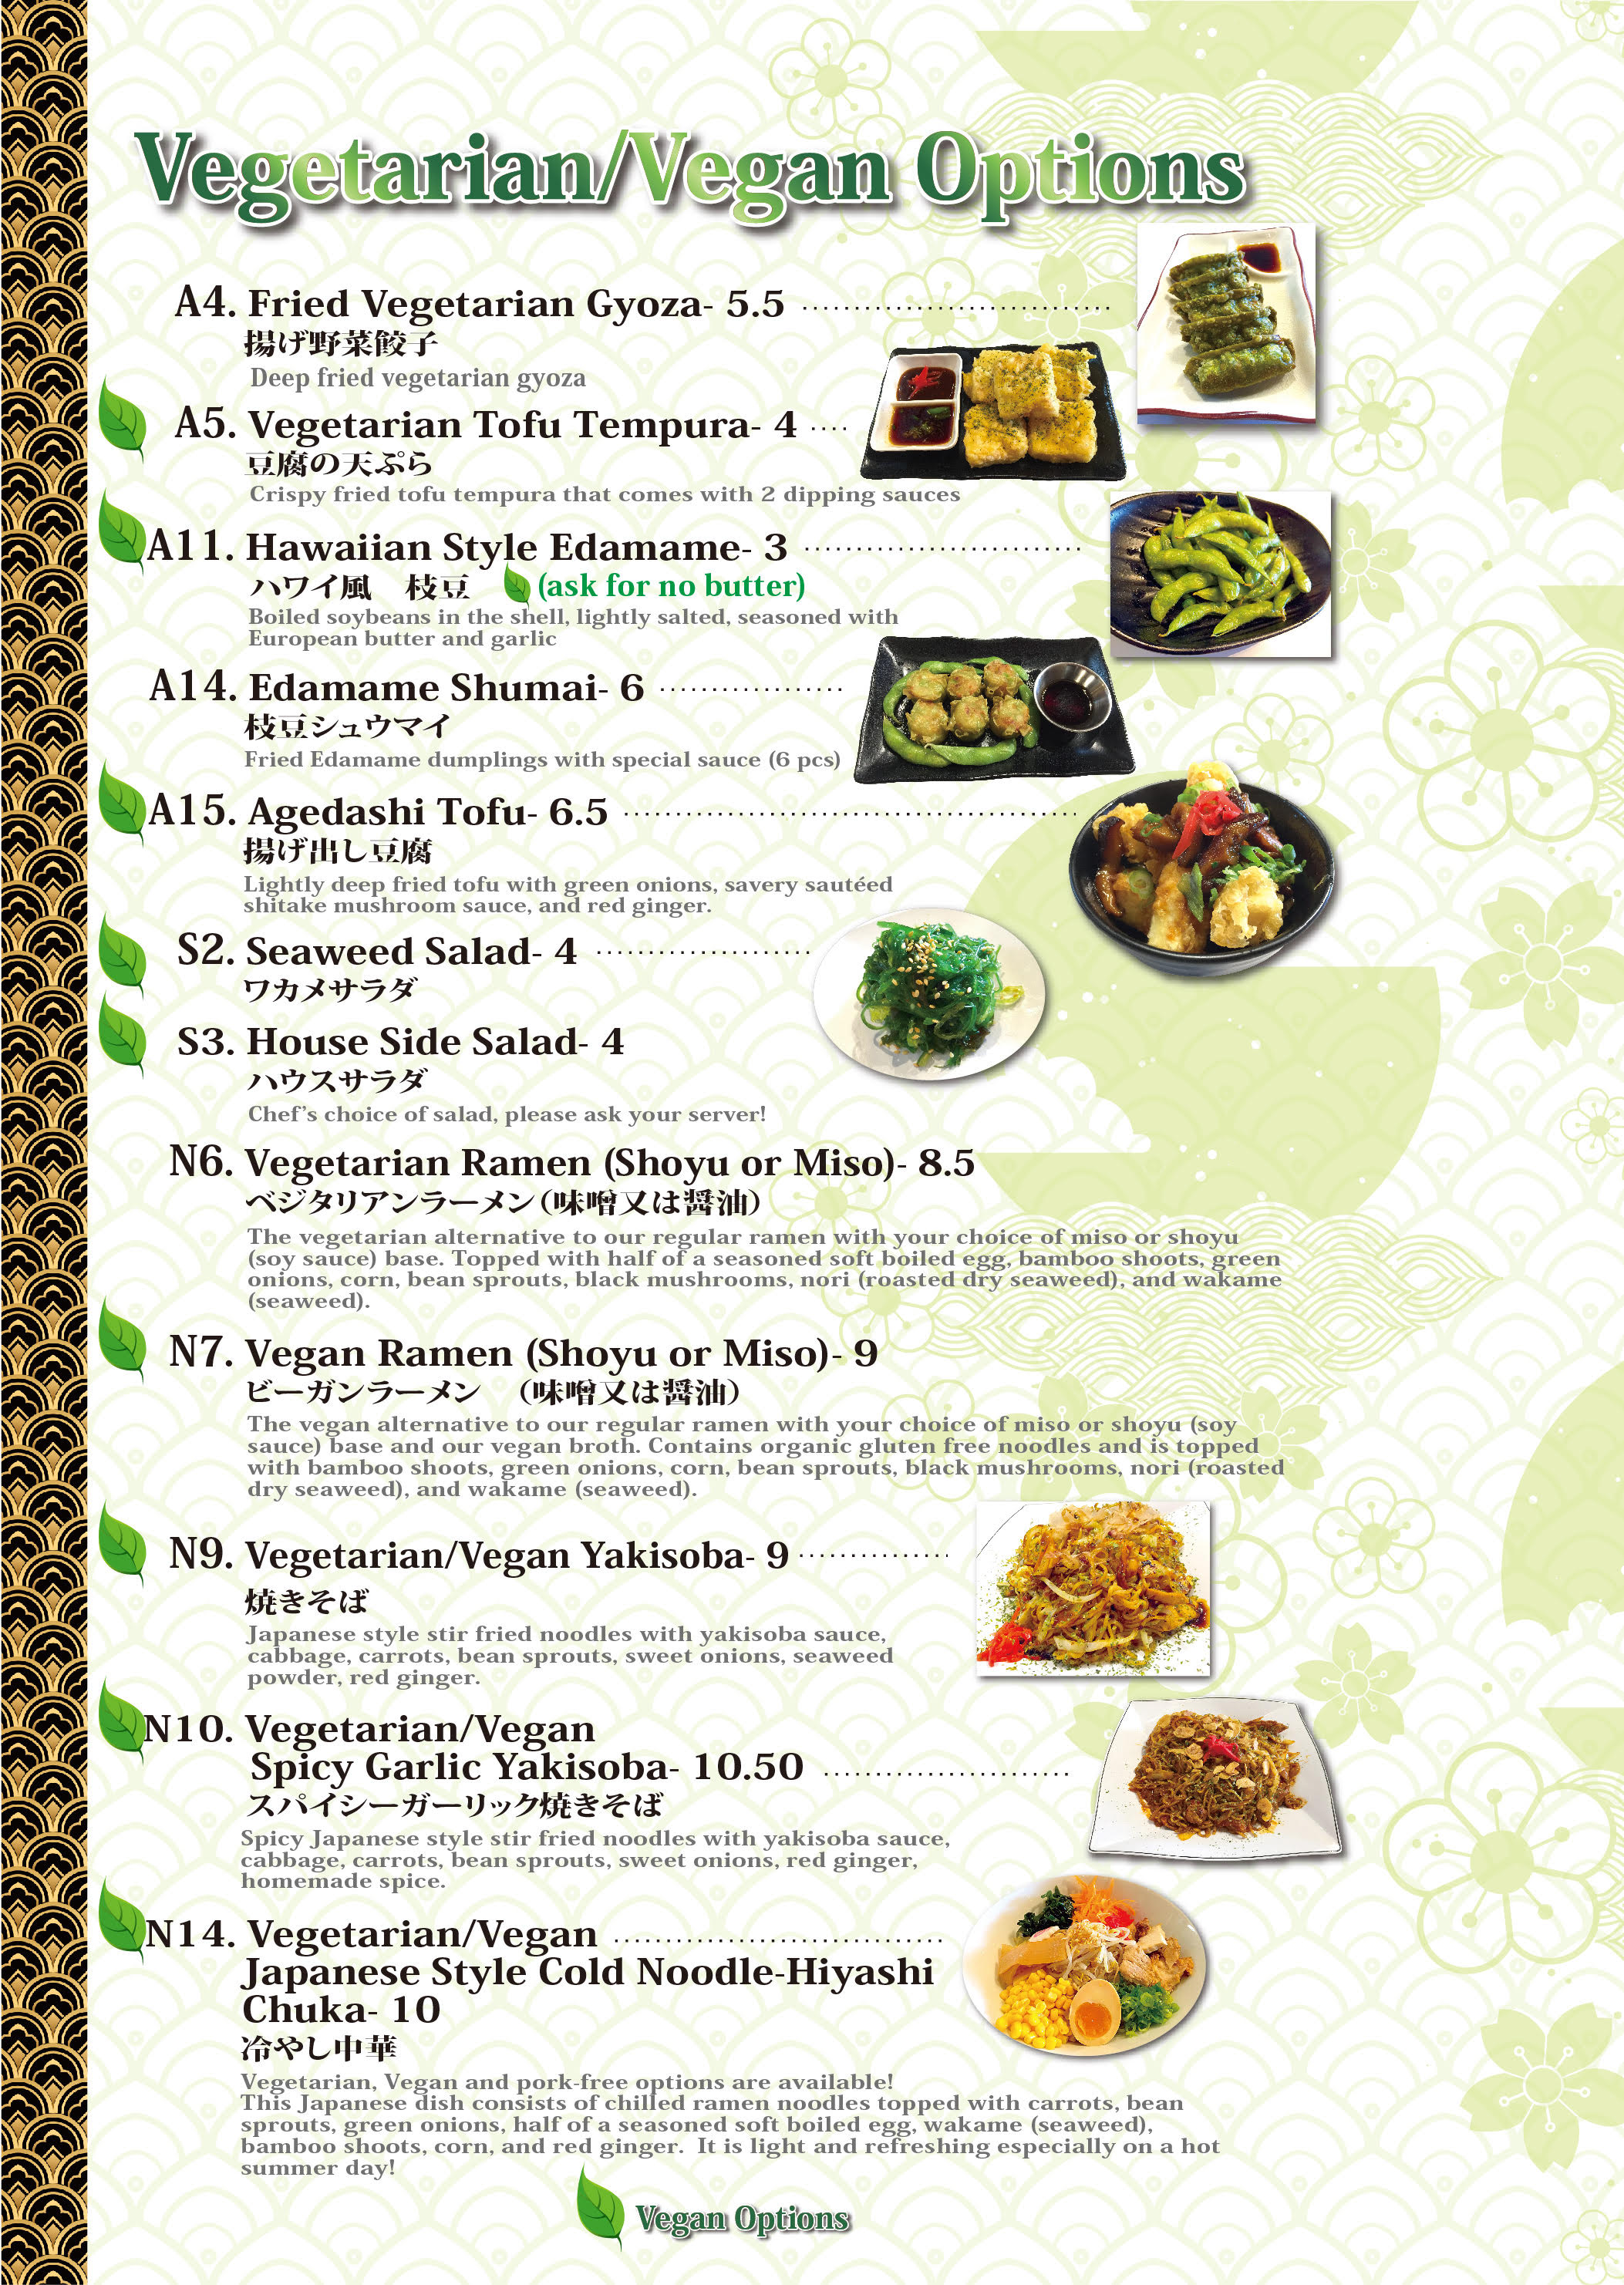 Vegetarian/Vegan Options
A4. Fried Vegetarian Gyoza- 5.5
揚げ野菜餃子
Deep fried vegetarian gyoza
A5. Vegetarian Tofu Tempura- 4
豆腐の天ぷら
Crispy fried tofu tempura that comes with 2 dipping sauces
A11. Hawaiian Style Edamame- 3
ハワイ風 枝豆 (ask for no butter)
Boiled soybeans in the shell, lightly salted, seasoned with
European butter and garlic
A14. Edamame Shumai- 6
枝豆シュウマイ
Fried Edamame dumplings with special sauce (6 pcs)
A15. Agedashi Tofu- 6.5
揚げ出し豆腐
Lightly deep fried tofu with green onions, savery sautéed
shitake mushroom sauce, and red ginger.
S2. Seaweed Salad- 4
ワカメサラダ
S3. House Side Salad- 4
ハウスサラダ
Chef's choice of salad, please ask your server!
N6. Vegetarian Ramen (Shoyu or Miso)- 8.5
ベジタリアンラーメン(味噌又は醤油)
The vegetarian alternative to our regular ramen with your choice of miso or shoyu
(soy sauce) base. Topped with half of a seasoned soft boiled egg, bamboo shoots, green
onions, corn, bean sprouts, black mushrooms, nori (roasted dry seaweed), and wakame
(seaweed).
N7. Vegan Ramen (Shoyu or Miso)- 9
ビーガンラーメン (味噌又は醤油)
The vegan alternative to our regular ramen with your choice of miso or shoyu (soy
sauce) base and our vegan broth. Contains organic gluten free noodles and is topped
with bamboo shoots, green onions, corn, bean sprouts, black mushrooms, nori (roasted
dry seaweed), and wakame (seaweed).
N9. Vegetarian/Vegan Yakisoba- 9
焼きそば
Japanese style stir fried noodles with yakisoba sauce,
cabbage, carrots, bean sprouts, sweet onions, seaweed
powder, red ginger.
N10. Vegetarian/Vegan
Spicy Garlic Yakisoba- 10.50
スパイシーガーリック焼きそば
Spicy Japanese style stir fried noodles with yakisoba sauce,
cabbage, carrots, bean sprouts, sweet onions, red ginger,
homemade spice.
N14. Vegetarian/Vegan
Japanese Style Cold Noodle-Hiyashi
Chuka- 10
冷やし中華
Vegetarian, Vegan and pork-free options are available!
This Japanese dish consists of chilled ramen noodles topped with carrots, bean
sprouts, green onions, half of a seasoned soft boiled egg, wakame (seaweed),
bamboo shoots, corn, and red ginger. It is light and refreshing especially on a hot
summer day!
Vegan Options